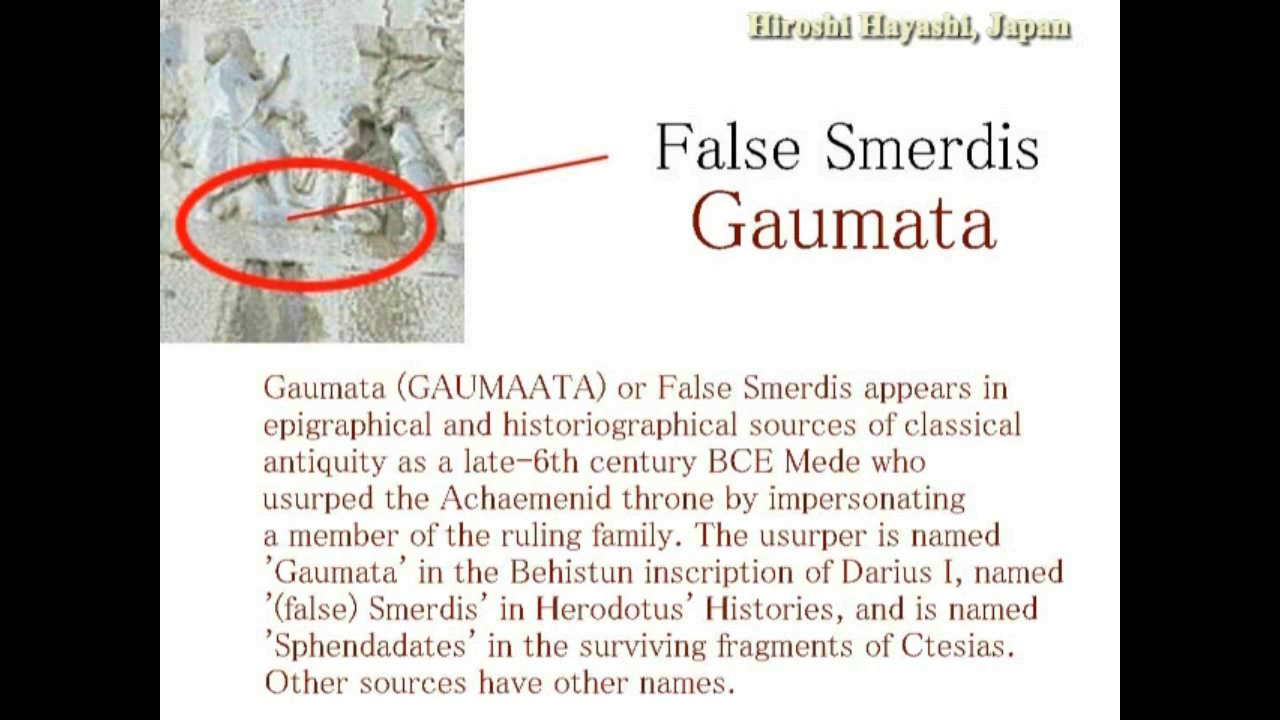 Hiroshi Hayashi, Japan
False Smerdis
Gaumata
Gaumata (GAUMAATA) or False Smerdis appears in
epigraphical and historiographical sources of classical
antiquity as a late-6th century BCE Mede who
usurped the Achaemenid throne by impersonating
a member of the ruling family. The usurper is named
'Gaumata' in the Behistun inscription of Darius I, named
'(false) Smerdis' in Herodotus' Histories, and is named
'Sphendadates' in the surviving fragments of Ctesias.
Other sources have other names.